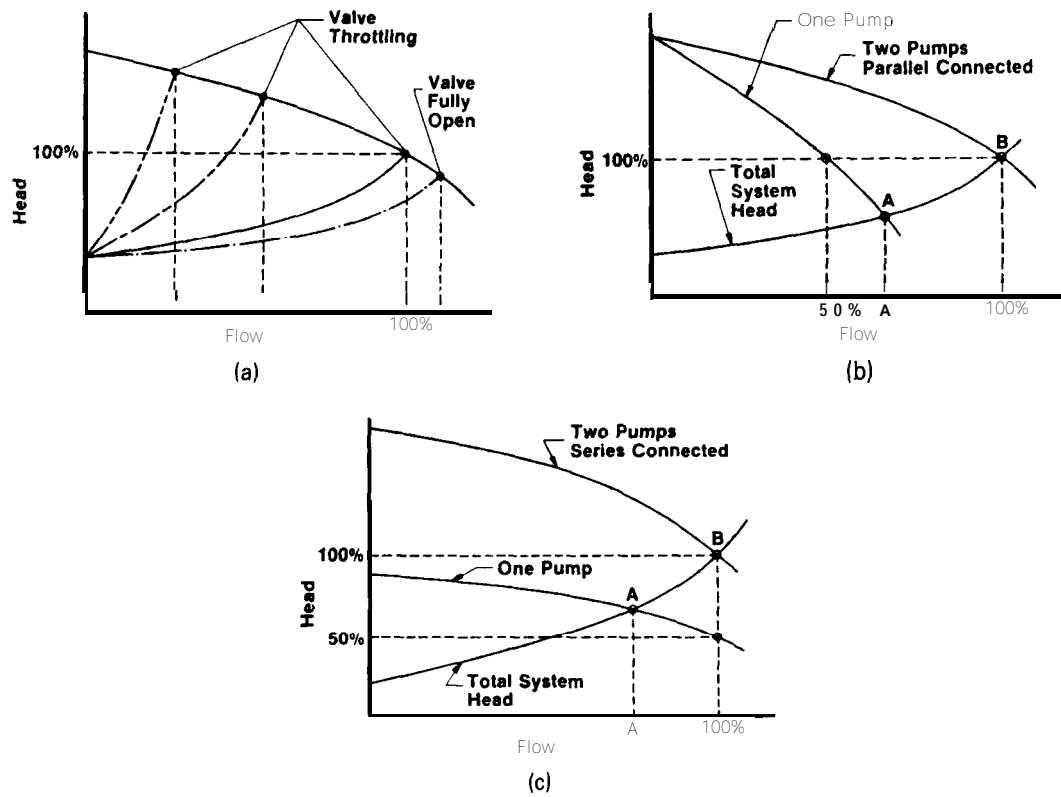 Valve
Throttling
Valve
Fully
Open
100%
Head
100%
Flow
(a)
One Pump
Two Pumps
Parallel Connected
B
100%
Head
Total
System
Head
A
50% A 100%
Flow
(b)
Two Pumps
Series Connected
B
100%
One Pump
A
Head
50%
Total System
Head
A 100%
Flow
(c)